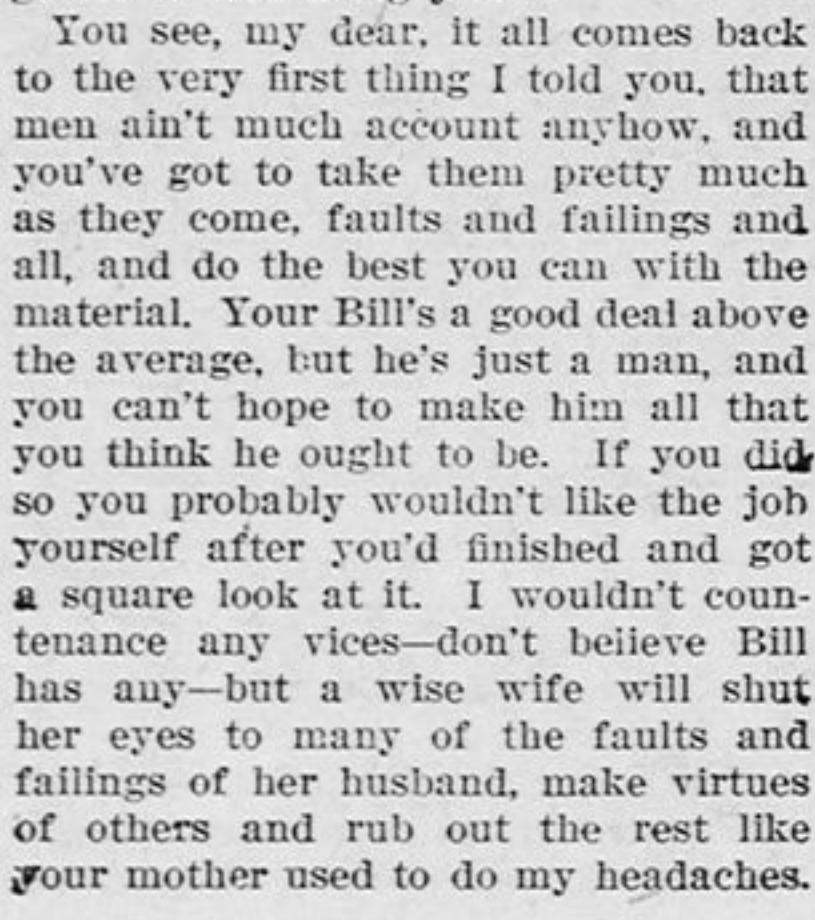 You see, my dear, it all comes back
to the very first thing I told you, that
men ain't much account anyhow, and
you've got to take them pretty much
as they come, faults and failings and
all, and do the best you can with the
material. Your Bill's a good deal above
the average, but he's just a man, and
you can't hope to make him all that
you think he ought to be. If you did
so you probably wouldn't like the job
yourself after you'd finished and got
a square look at it. I wouldn't coun-
tenance any vices—don't believe Bill
has any—but a wise wife will shut
her eyes to many of the faults and
failings of her husband, make virtues
of others and rub out the rest like
your mother used to do my headaches.